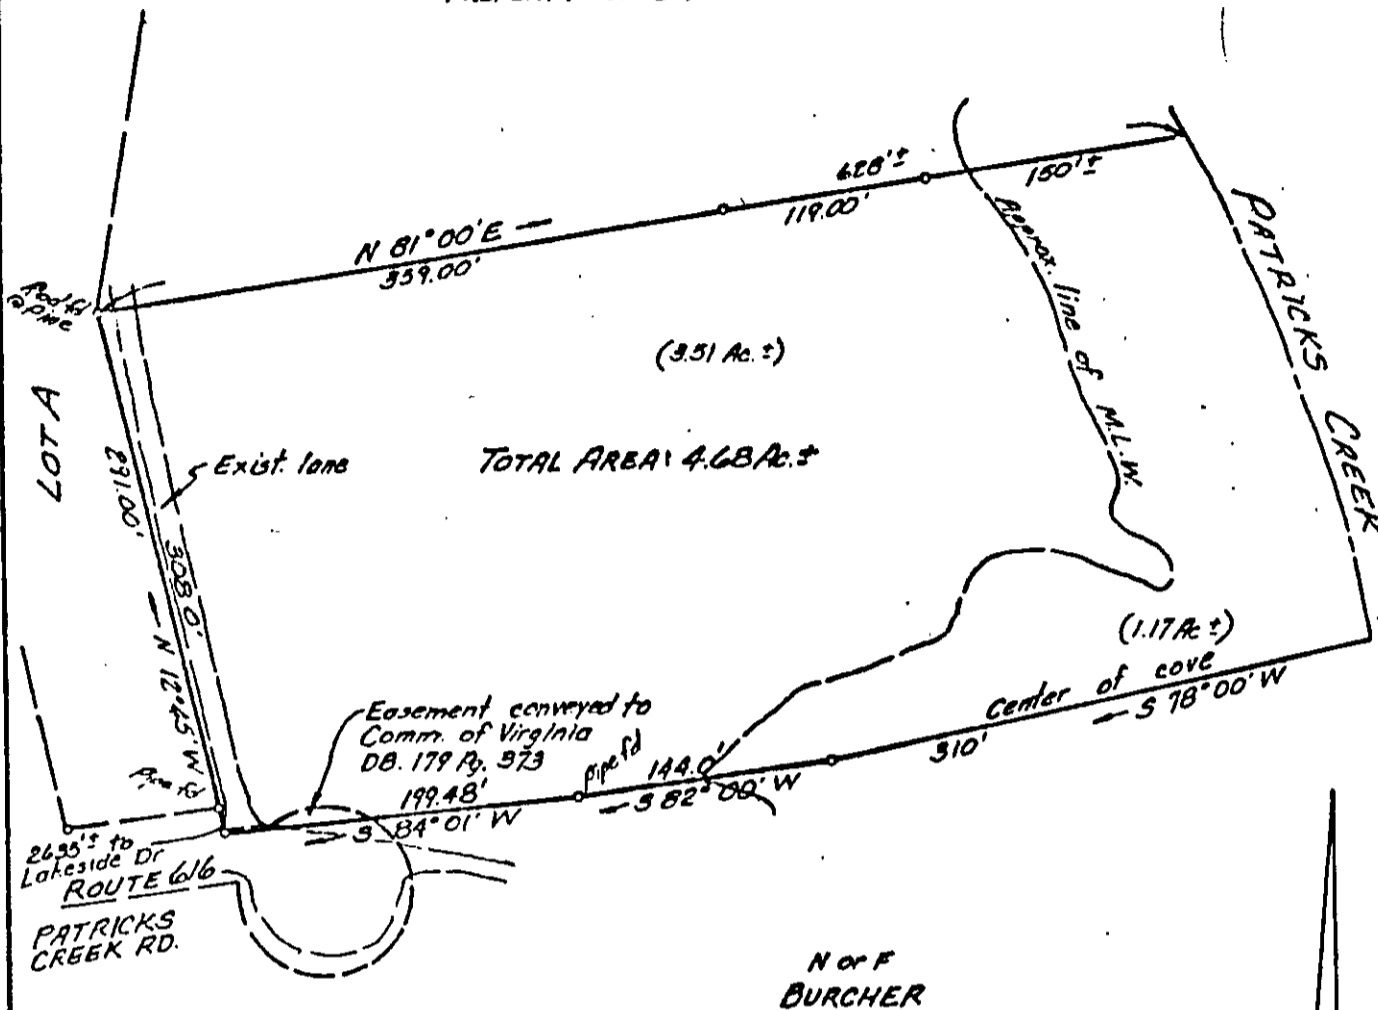 628'±
150'±
119.00'
N 81°00' E
359.00'
Rod fd
@ Pine
(3.51 Ac.±)
PATRICKS CREEK
Approx. line of M.L.W.
LOT A
Exist. lane
TOTAL AREA: 4.68 Ac.±
291.00'
308.0'
N 12°45' W
(1.17 Ac ±)
Center of cove
S 78°00' W
310'
Easement conveyed to
Comm. of Virginia
DB. 179 Pg. 373
pipe fd
144.0'
S 82°00' W
199.48'
S 84°01' W
2635'± to
Lakeside Dr
ROUTE 616
PATRICKS
CREEK RD.
N or F
BURCHER